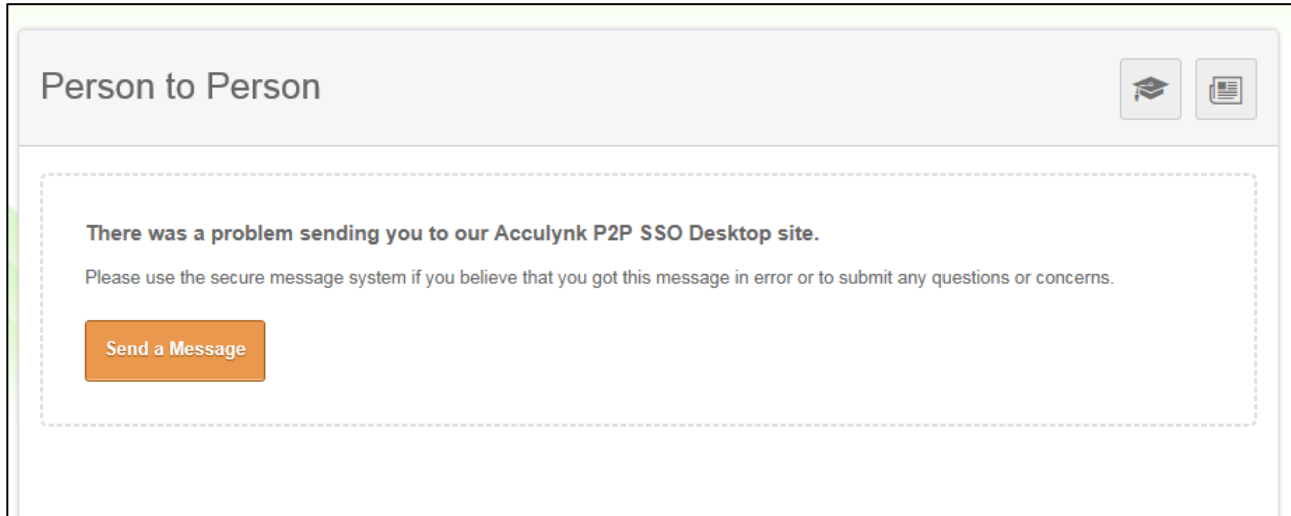 Person to Person
There was a problem sending you to our Acculynk P2P SSO Desktop site.
Please use the secure message system if you believe that you got this message in error or to submit any questions or concerns.
Send a Message